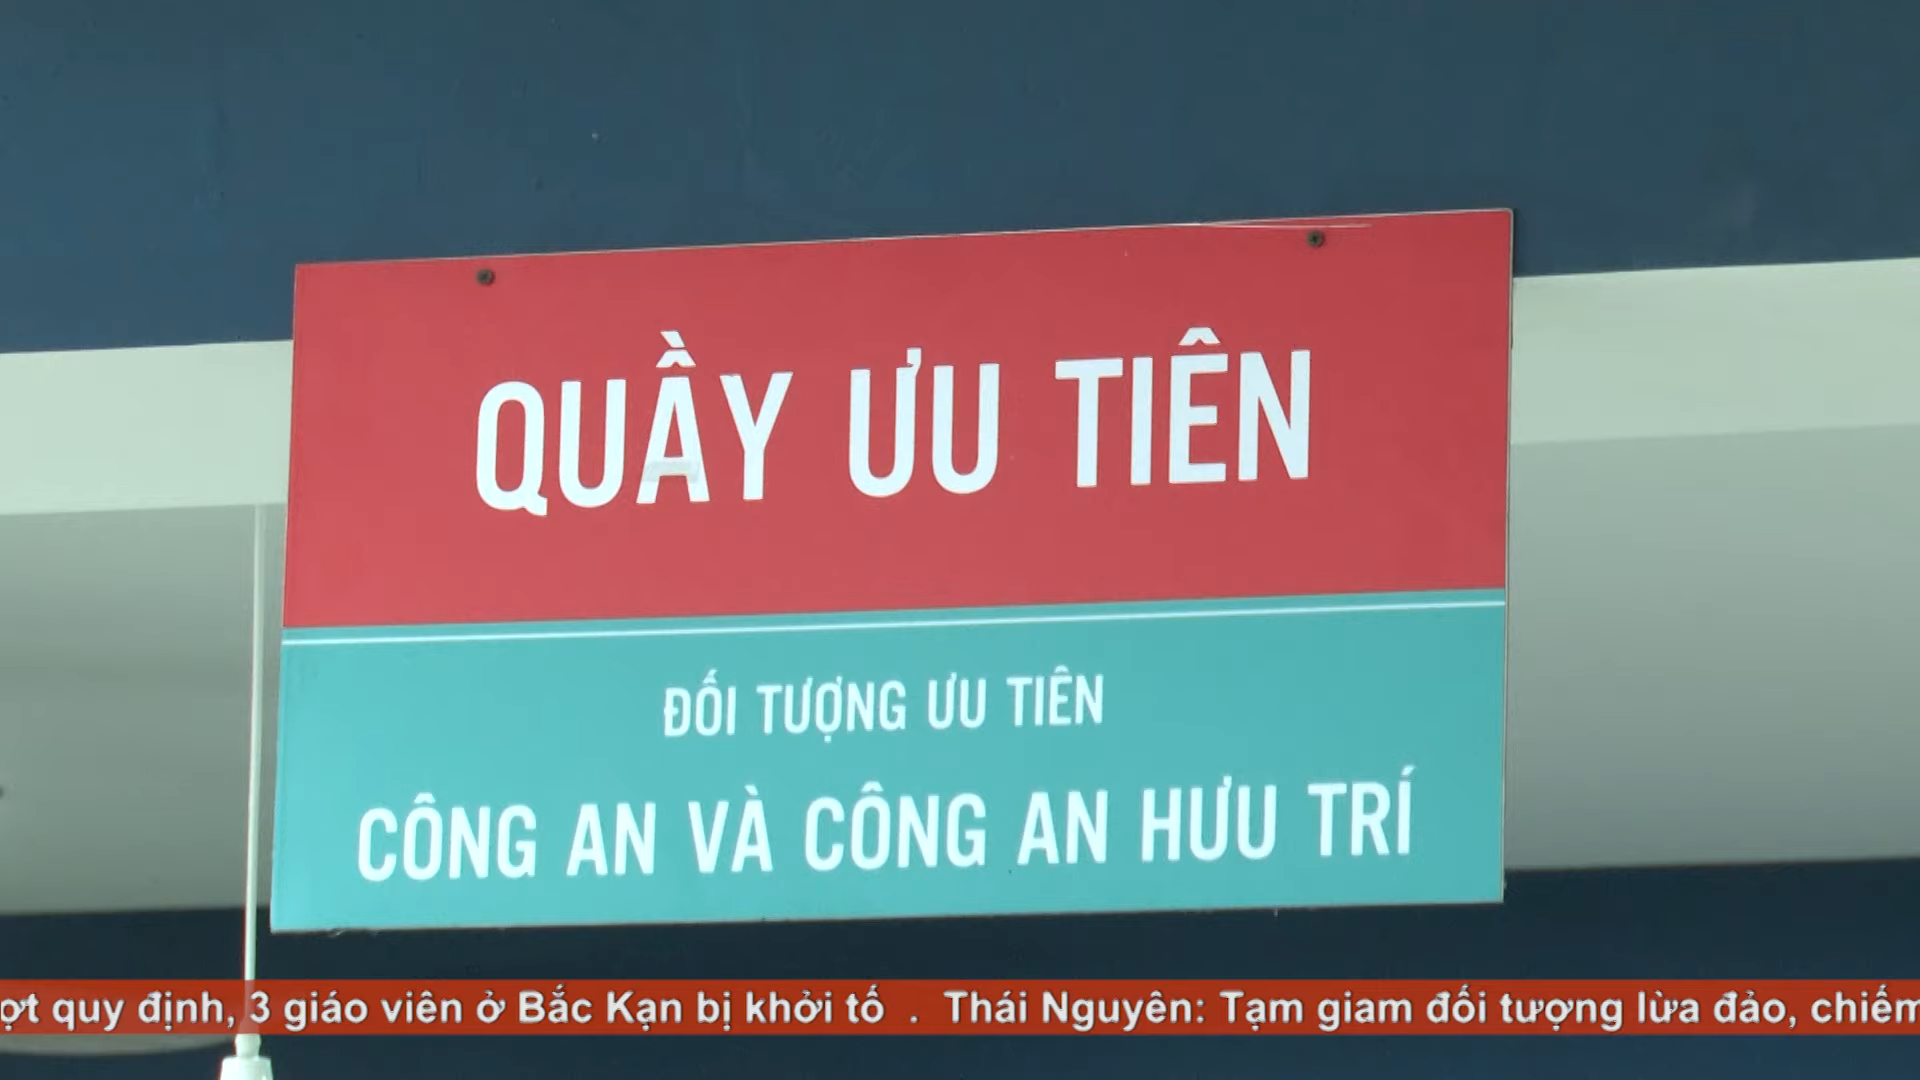 QUẦY ƯU TIÊN
ĐỐI TƯỢNG ƯU TIÊN
CÔNG AN VÀ CÔNG AN HƯU TRÍ
quy định, 3 giáo viên ở Bắc Kạn bị khởi tố . Thái Nguyên: Tạm giam đối tượng lừa đảo, chiếm